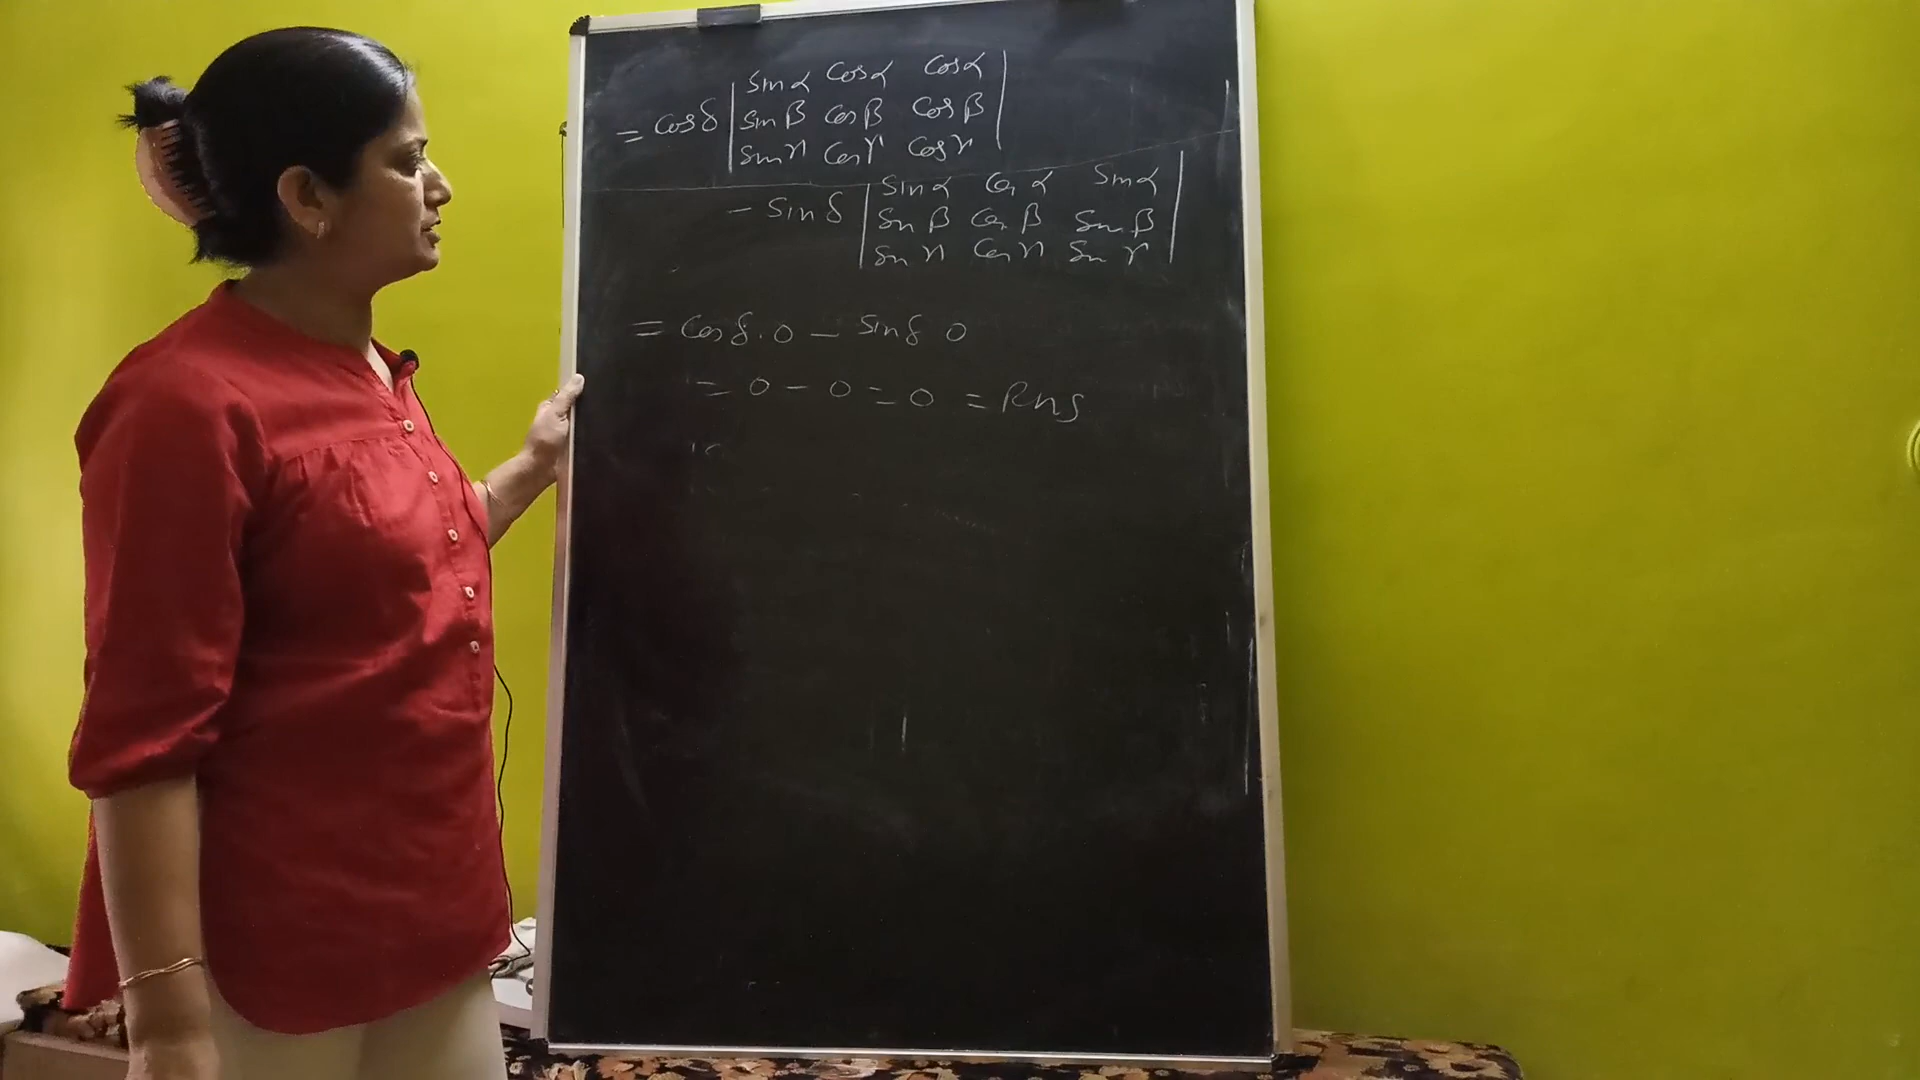 = cosδ | sinα cosα cosα |
| sinβ cosβ cosβ |
| sinγ cosγ cosγ |
- sinδ | sinα cosα sinα |
| sinβ cosβ sinβ |
| sinγ cosγ sinγ |
= cosδ.0 - sinδ 0
= 0 - 0 = 0 = RHS